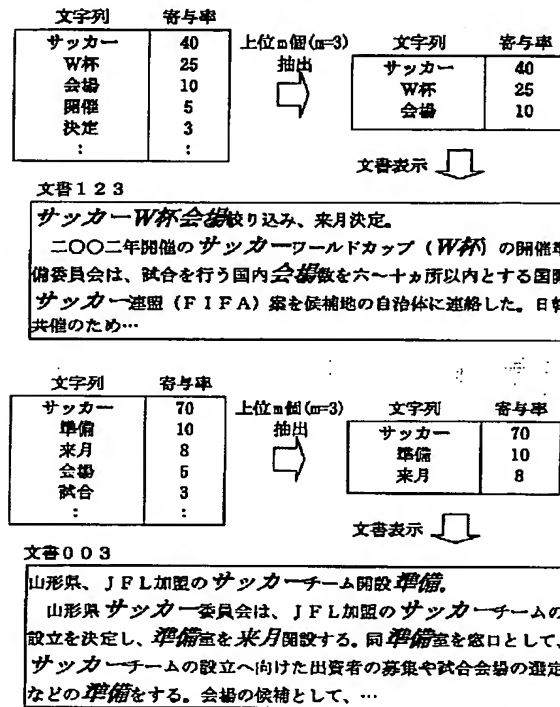 文字列 寄与率
サッカー 40
W杯 25
会場 10
開催 5
決定 3
: :
上位m個(m=3)
抽出
文字列 寄与率
サッカー 40
W杯 25
会場 10
文書表示
文書123
サッカーW杯会場絞り込み、来月決定。
二〇〇二年開催のサッカーワールドカップ(W杯)の開催準
備委員会は、試合を行う国内会場数を六~十ヵ所以内とする国際
サッカー連盟(FIFA)案を候補地の自治体に連絡した。日韓
共催のため…
文字列 寄与率
サッカー 70
準備 10
来月 8
会場 5
試合 3
: :
上位m個(m=3)
抽出
文字列 寄与率
サッカー 70
準備 10
来月 8
文書表示
文書003
山形県、JFL加盟のサッカーチーム開設準備。
山形県サッカー委員会は、JFL加盟のサッカーチームの
設立を決定し、準備室を来月開設する。同準備室を窓口として、
サッカーチームの設立へ向けた出資者の募集や試合会場の選定
などの準備をする。会場の候補として、…